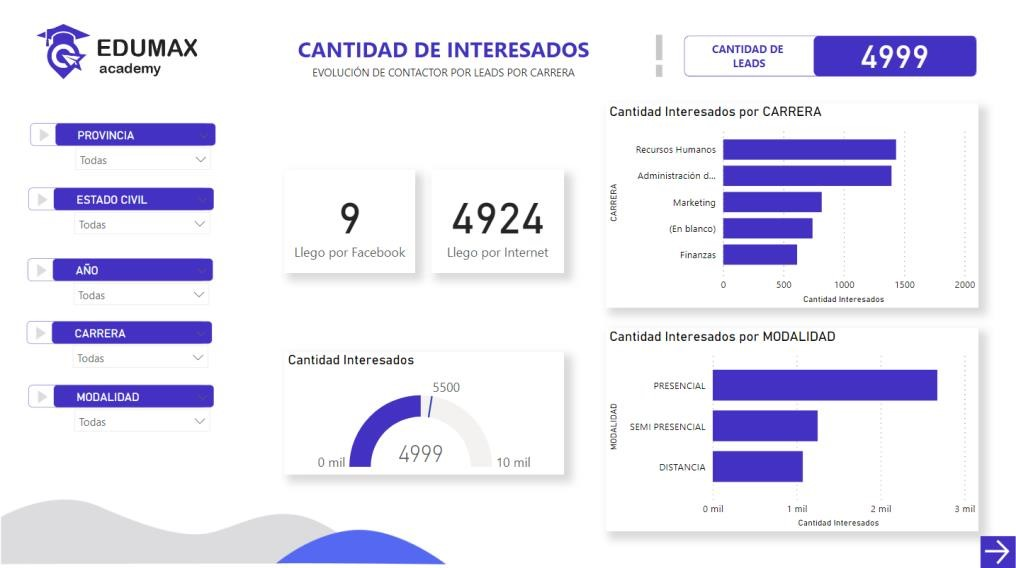 EDUMAX
academy
CANTIDAD DE INTERESADOS
EVOLUCIÓN DE CONTACTOR POR LEADS POR CARRERA
CANTIDAD DE
LEADS
4999
PROVINCIA
Todas
ESTADO CIVIL
Todas
AÑO
Todas
CARRERA
Todas
MODALIDAD
Todas
9
Llego por Facebook
4924
Llego por Internet
Cantidad Interesados
5500
4999
0 mil
10 mil
Cantidad Interesados por CARRERA
CARRERA
Recursos Humanos
Administración d...
Marketing
(En blanco)
Finanzas
0 500 1000 1500 2000
Cantidad Interesados
Cantidad Interesados por MODALIDAD
MODALIDAD
PRESENCIAL
SEMI PRESENCIAL
DISTANCIA
0 mil 1 mil 2 mil 3 mil
Cantidad Interesados